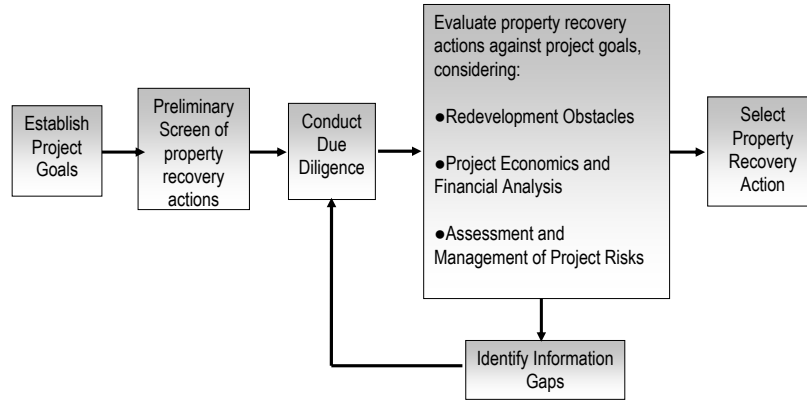 Establish
Project
Goals
Preliminary
Screen of
property
recovery
actions
Conduct
Due
Diligence
Evaluate property recovery
actions against project goals,
considering:
●Redevelopment Obstacles
●Project Economics and
Financial Analysis
●Assessment and
Management of Project Risks
Select
Property
Recovery
Action
Identify Information
Gaps